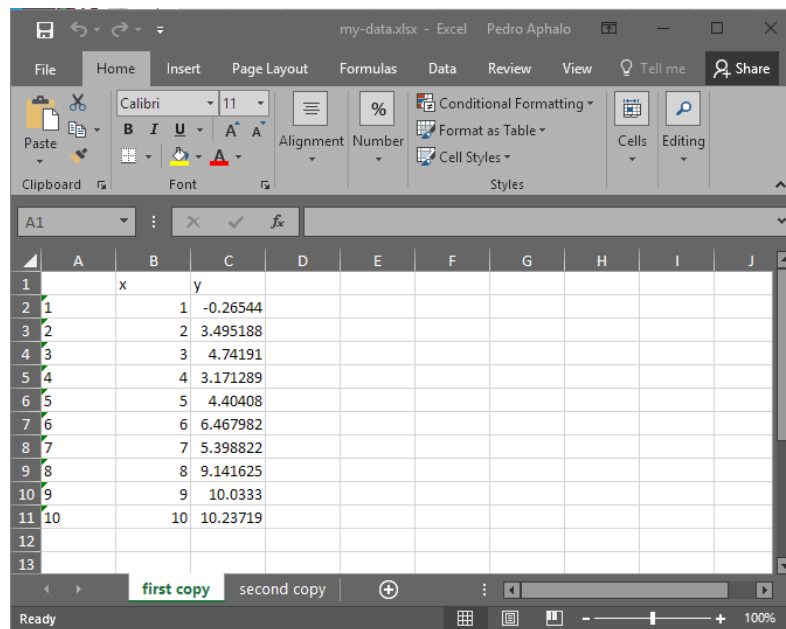 my-data.xlsx - Excel Pedro Aphalo
File Home Insert Page Layout Formulas Data Review View Tell me Share
Paste
Clipboard
Calibri 11
B I U A A
A
Font
Alignment
% Number
Conditional Formatting
Format as Table
Cell Styles
Styles
Cells
Editing
A1 fx
A B C D E F G H I J
1 x y
2 1 1 -0.26544
3 2 2 3.495188
4 3 3 4.74191
5 4 4 3.171289
6 5 5 4.40408
7 6 6 6.467982
8 7 7 5.398822
9 8 8 9.141625
10 9 9 10.0333
11 10 10 10.23719
12
13
first copy second copy
Ready 100%